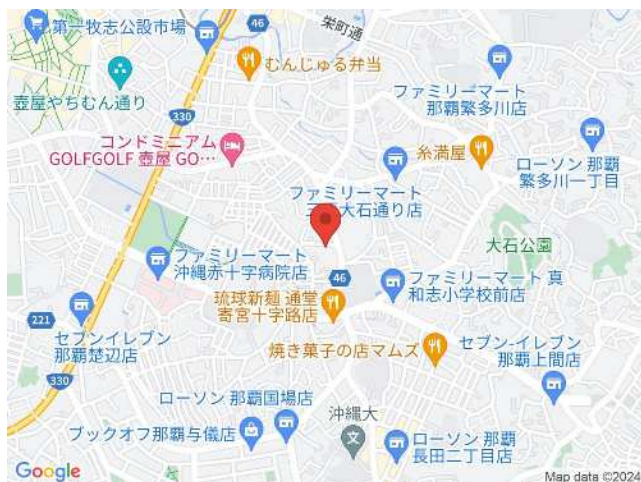 第一牧志公設市場
46
栄町通
むんじゅる弁当
ファミリーマート
那覇繁多川店
壺屋やちむん通り
330
コンドミニアム
GOLFGOLF 壺屋 GO…
糸満屋
ローソン 那覇
繁多川一丁目
ファミリーマート
大石通り店
大石公園
ファミリーマート
沖縄赤十字病院店
46
ファミリーマート 真
和志小学校前店
琉球新麺 通堂
寄宮十字路店
221
セブンイレブン
那覇楚辺店
焼き菓子の店マムズ
セブン-イレブン
那覇上間店
330
ローソン 那覇国場店
ブックオフ那覇与儀店
沖縄大
ローソン 那覇
長田二丁目店
Google
Map data ©2024